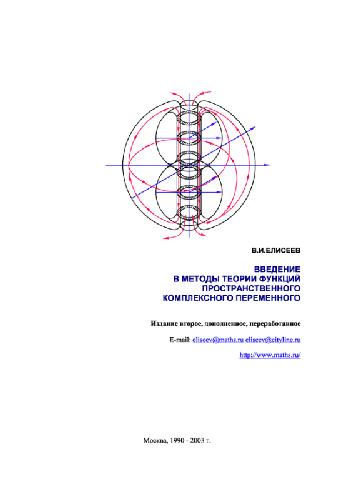 В.И.ЕЛИСЕЕВ
ВВЕДЕНИЕ
В МЕТОДЫ ТЕОРИИ ФУНКЦИЙ
ПРОСТРАНСТВЕННОГО
КОМПЛЕКСНОГО ПЕРЕМЕННОГО
Издание второе, дополненное, переработанное
E-mail: eliseev@maths.ru eliseev@cityline.ru
http://www.maths.ru/
Москва, 1990 - 2003 г.